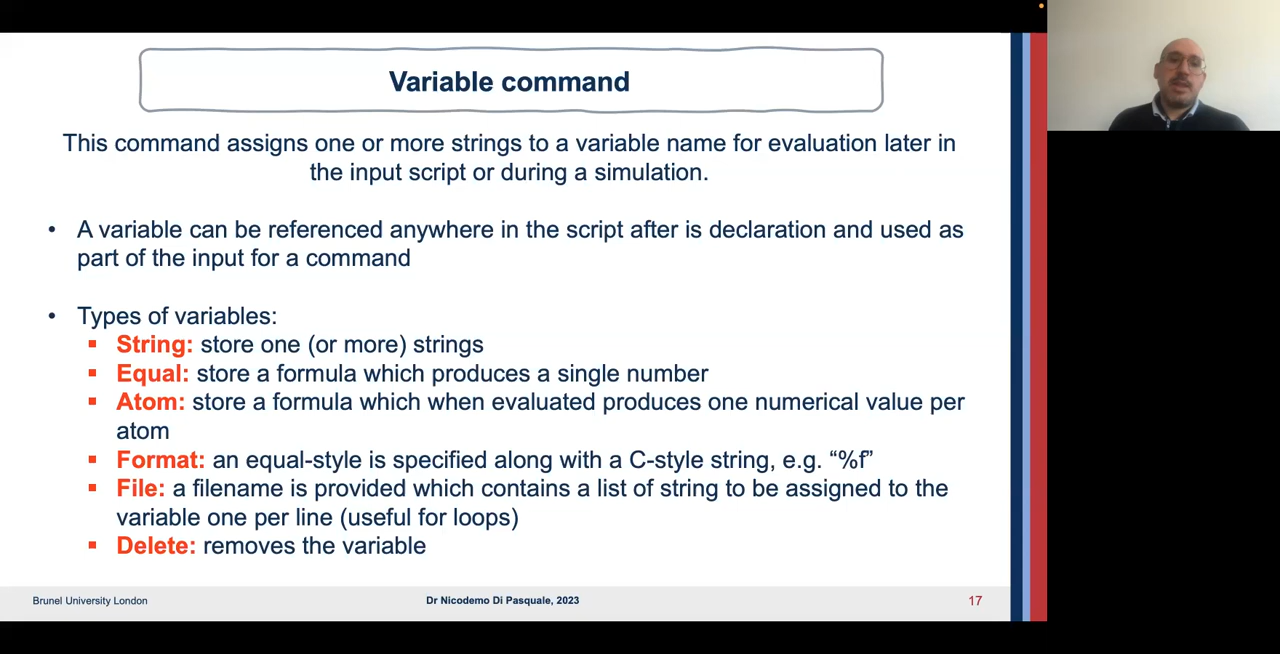 Variable command
This command assigns one or more strings to a variable name for evaluation later in
the input script or during a simulation.
• A variable can be referenced anywhere in the script after is declaration and used as
part of the input for a command
• Types of variables:
▪ String: store one (or more) strings
▪ Equal: store a formula which produces a single number
▪ Atom: store a formula which when evaluated produces one numerical value per
atom
▪ Format: an equal-style is specified along with a C-style string, e.g. “%f”
▪ File: a filename is provided which contains a list of string to be assigned to the
variable one per line (useful for loops)
▪ Delete: removes the variable
Brunel University London
Dr Nicodemo Di Pasquale, 2023
17